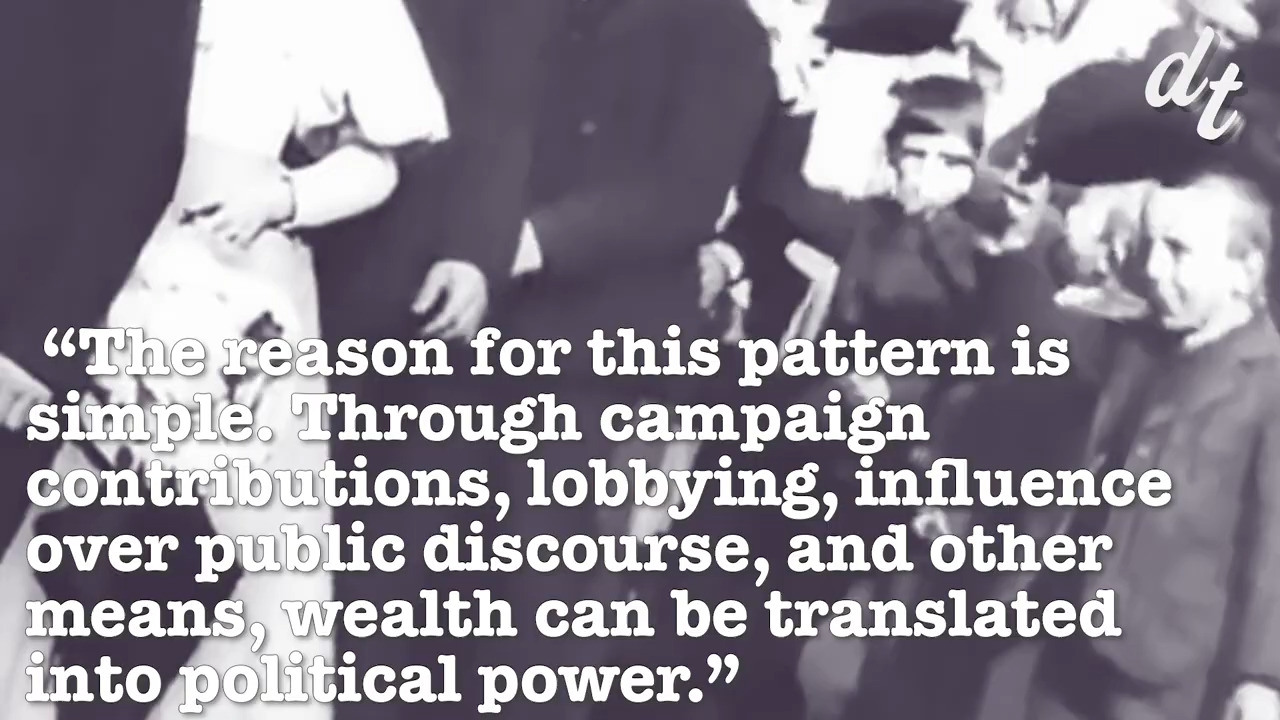 dt
“The reason for this pattern is
simple. Through campaign
contributions, lobbying, influence
over public discourse, and other
means, wealth can be translated
into political power.”